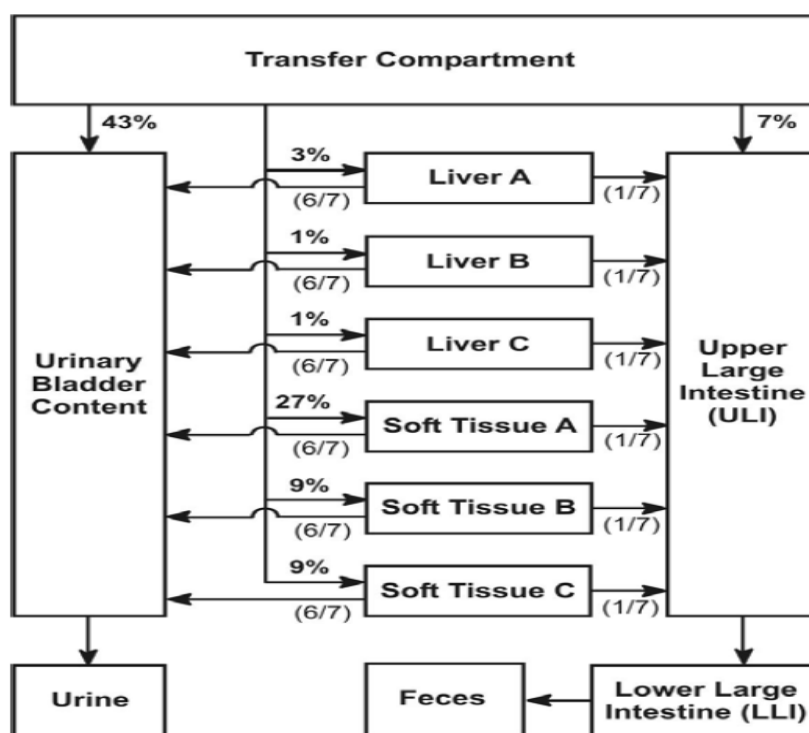 Transfer Compartment
43%
7%
3%
Liver A
(6/7)
(1/7)
1%
Liver B
(6/7)
(1/7)
1%
Liver C
(6/7)
(1/7)
Urinary
Bladder
Content
Upper
Large
Intestine
(ULI)
27%
Soft Tissue A
(6/7)
(1/7)
9%
Soft Tissue B
(6/7)
(1/7)
9%
Soft Tissue C
(6/7)
(1/7)
Urine
Feces
Lower Large
Intestine (LLI)